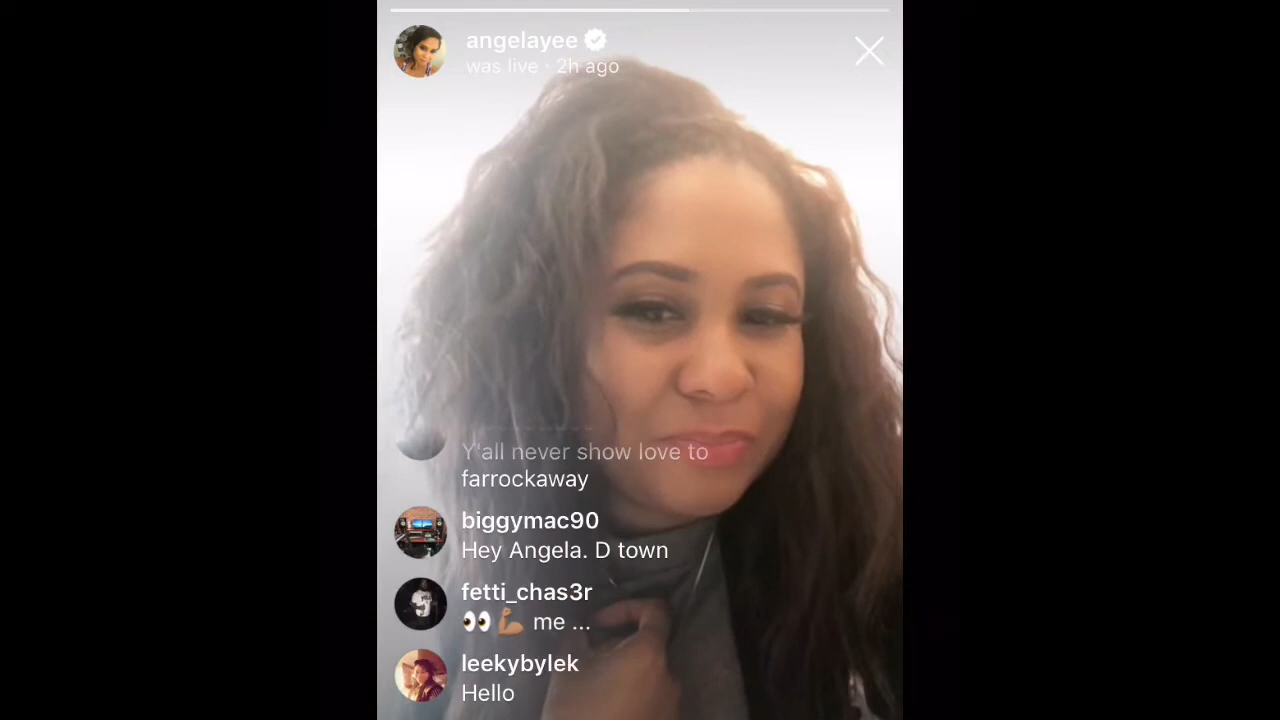 angelayee
was live · 2h ago
Y'all never show love to
farrockaway
biggymac90
Hey Angela. D town
fetti_chas3r
👀💪🏽 me ...
leekybylek
Hello